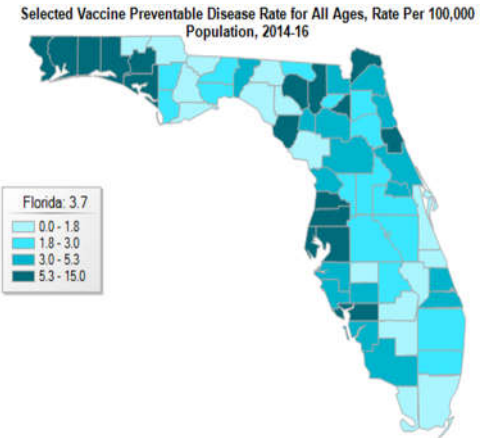 Selected Vaccine Preventable Disease Rate for All Ages, Rate Per 100,000
Population, 2014-16
Florida: 3.7
0.0 - 1.8
1.8 - 3.0
3.0 - 5.3
5.3 - 15.0